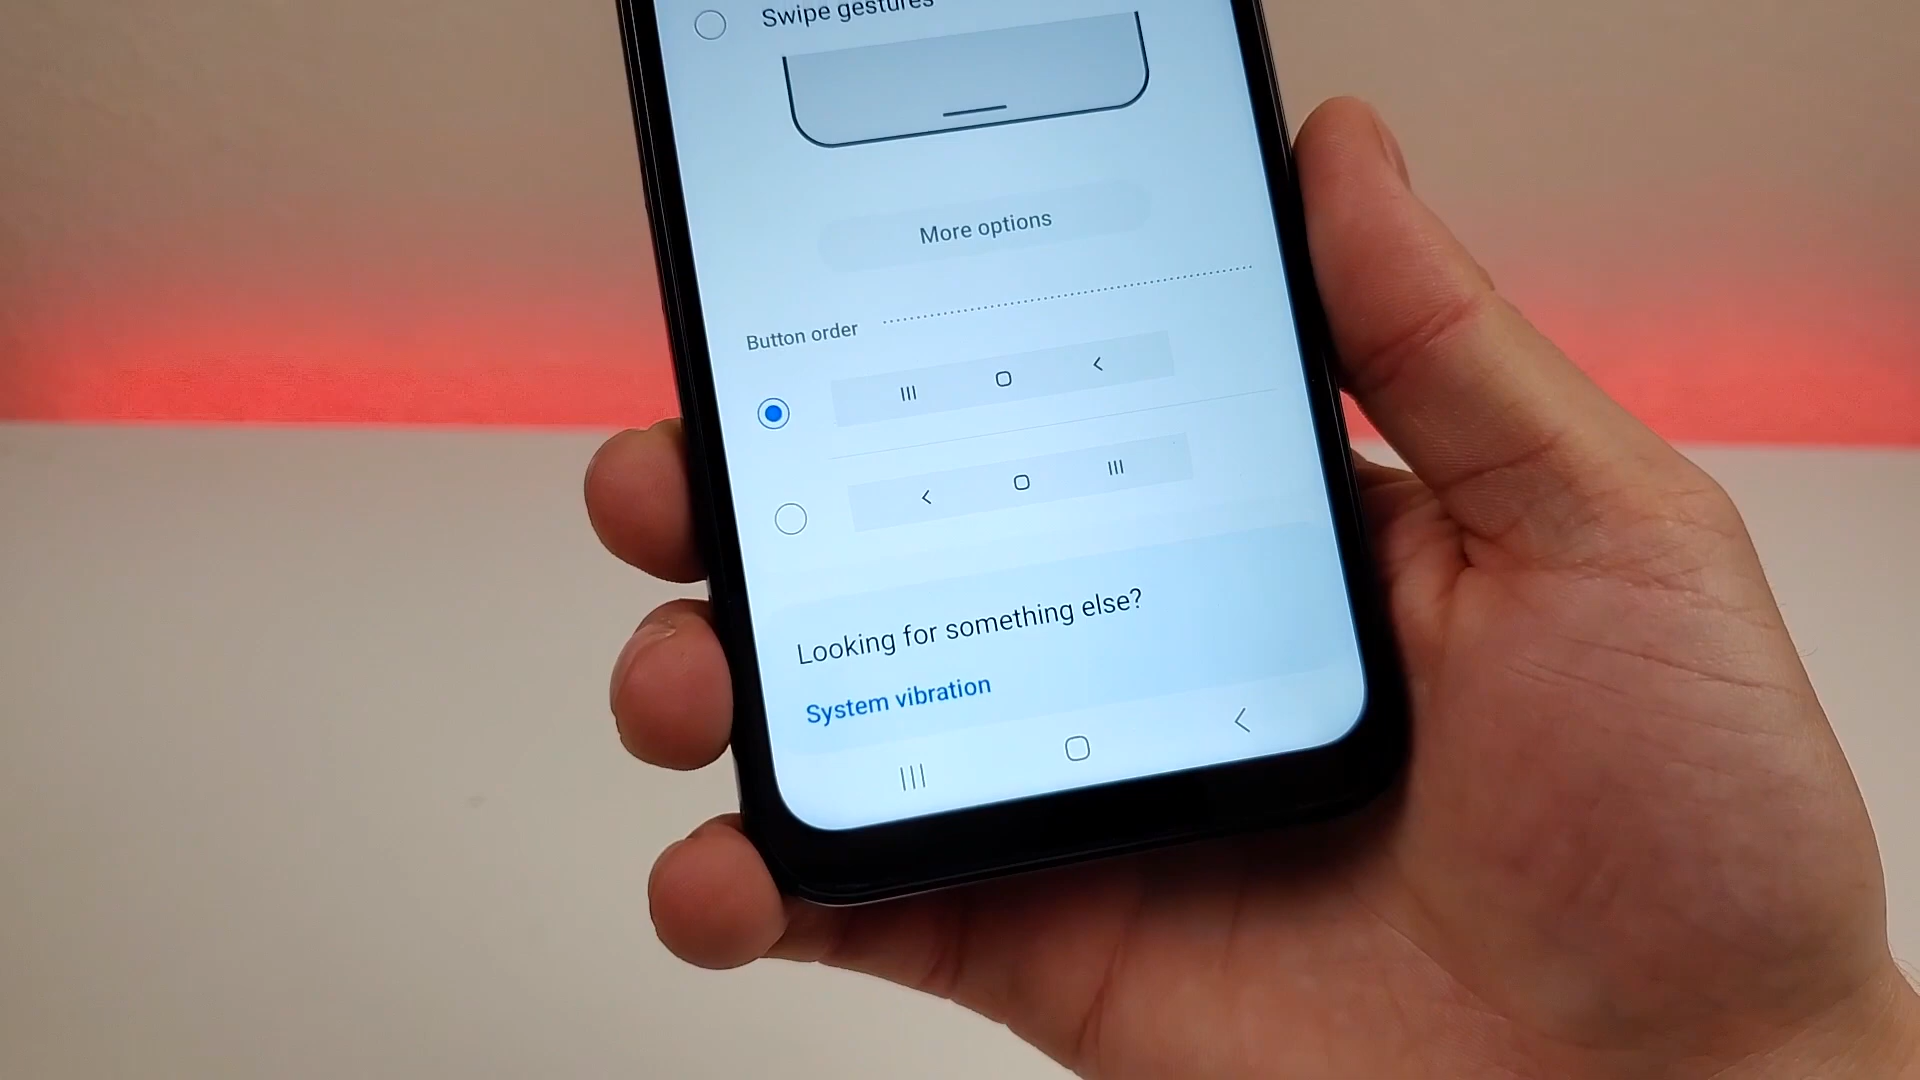 Swipe gestures
More options
Button order
Looking for something else?
System vibration